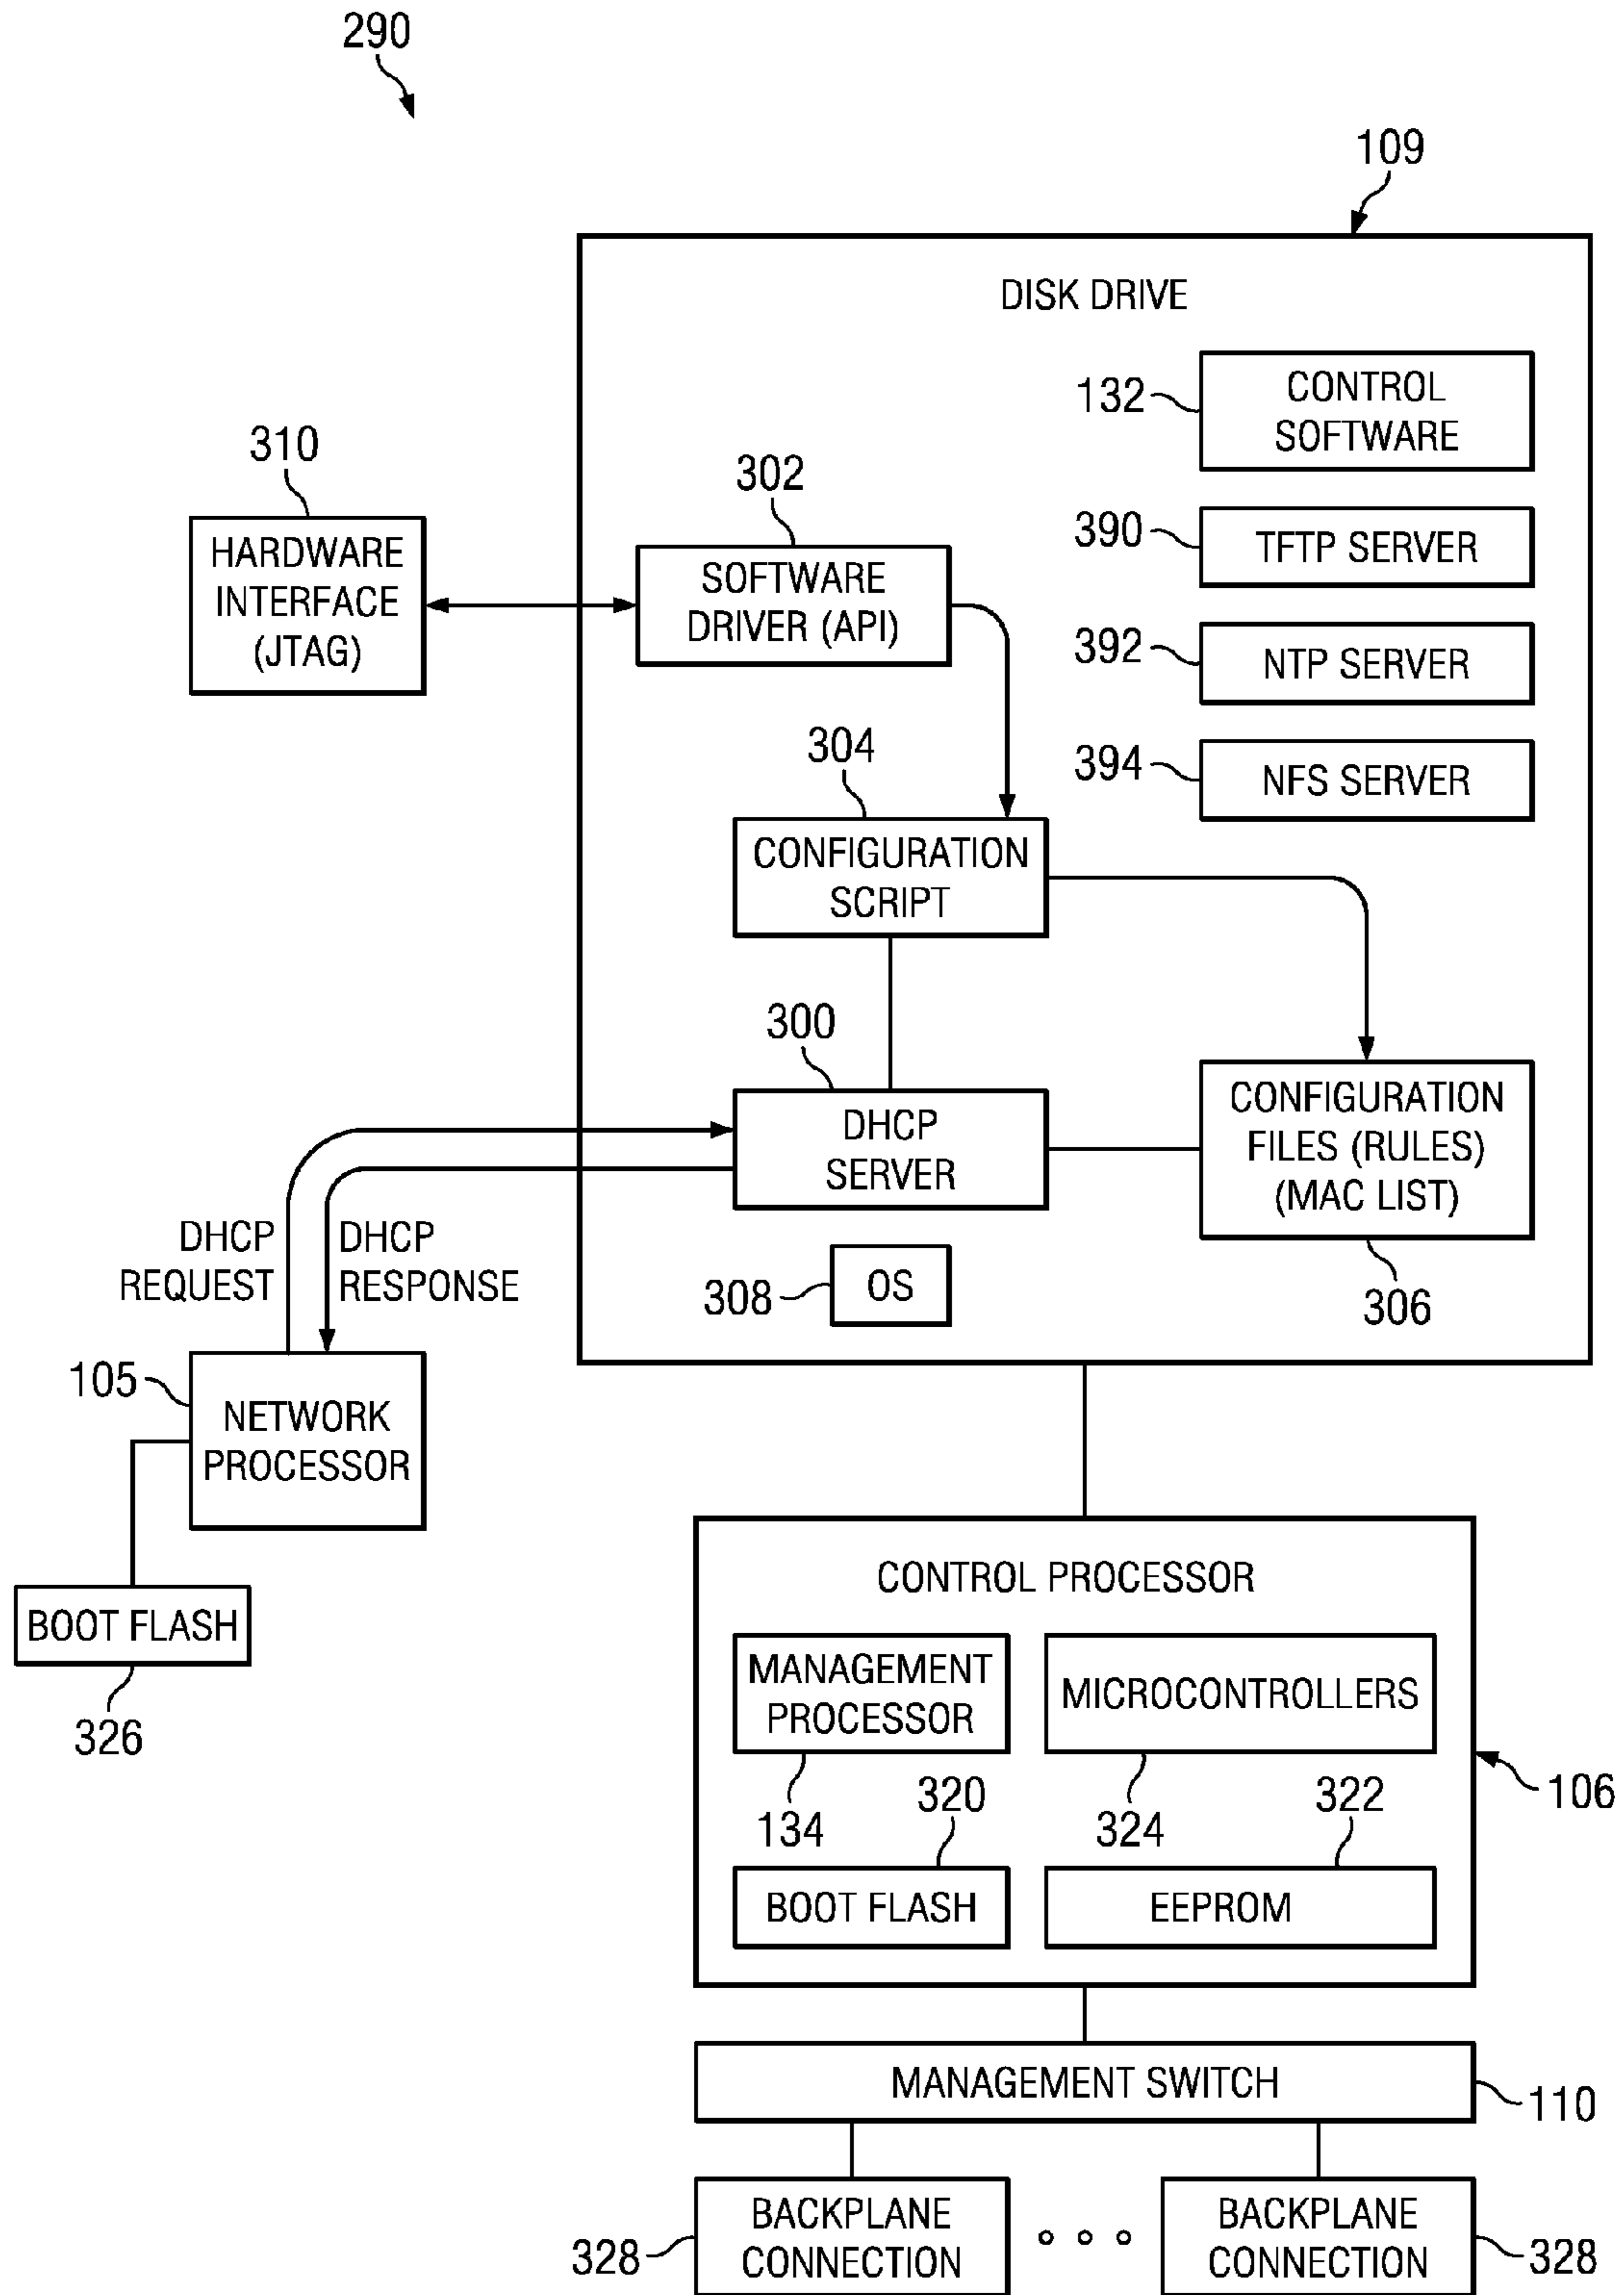 290
109
DISK DRIVE
132
CONTROL
SOFTWARE
310
302
390
TFTP SERVER
HARDWARE
INTERFACE
(JTAG)
SOFTWARE
DRIVER (API)
392
NTP SERVER
304
394
NFS SERVER
CONFIGURATION
SCRIPT
300
DHCP
SERVER
CONFIGURATION
FILES (RULES)
(MAC LIST)
DHCP
REQUEST
DHCP
RESPONSE
308
OS
306
105
NETWORK
PROCESSOR
CONTROL PROCESSOR
BOOT FLASH
326
MANAGEMENT
PROCESSOR
MICROCONTROLLERS
106
134
320
324
322
BOOT FLASH
EEPROM
MANAGEMENT SWITCH
110
BACKPLANE
CONNECTION
328
BACKPLANE
CONNECTION
328